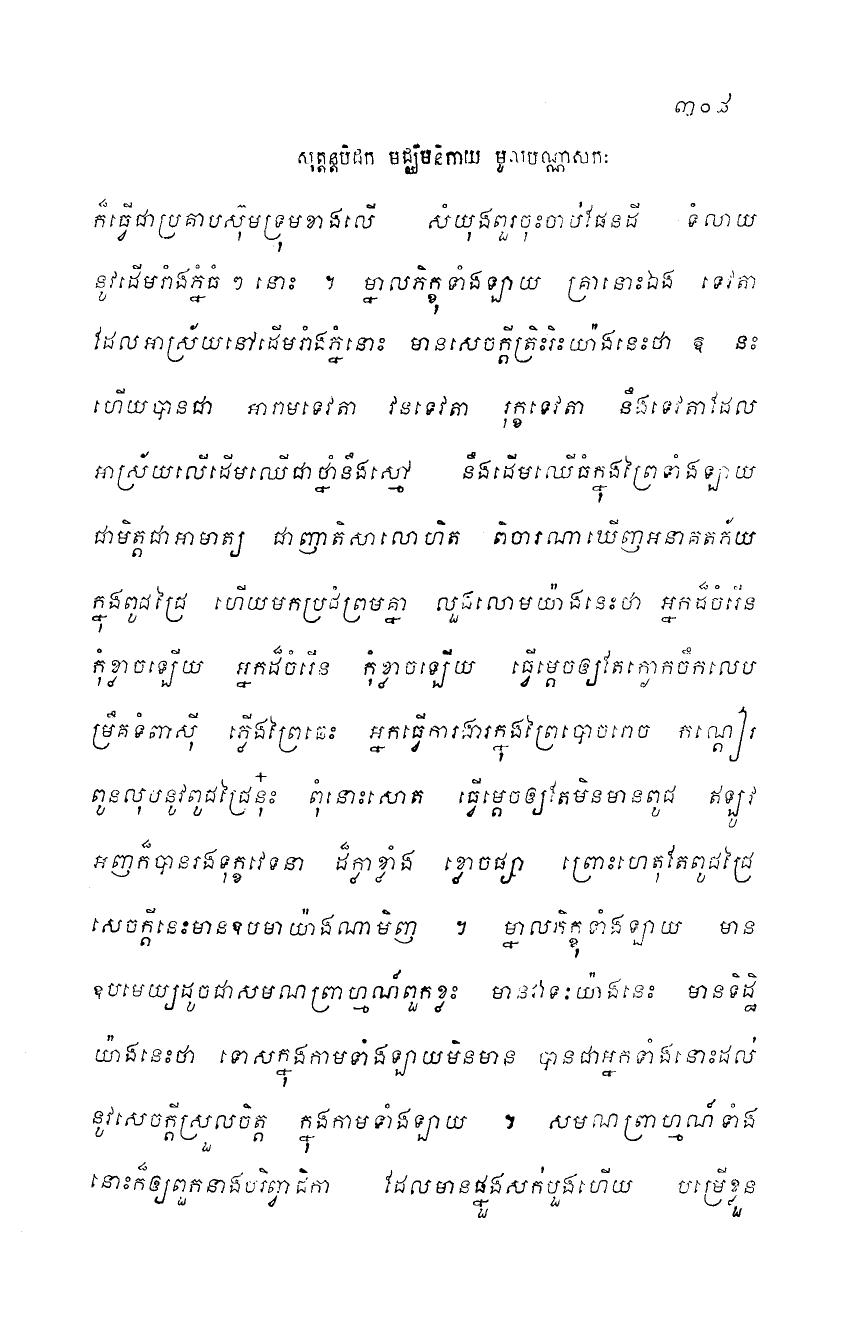 ៣០៨
សុត្តន្តបិដក មជ្ឈិមនិកាយ មូលបណ្ណាសកៈ
ក៏ធ្វើជាប្រគាបស៊ុមទ្រុមខាងលើ សំយុងពួរចុះចាប់ផែនដី ទំលាយ
នូវដើមរាំងភ្នំធំ ៗ នោះ ។ ម្នាលភិក្ខុទាំងឡាយ គ្រានោះឯង ទេវតា
ដែលអាស្រ័យនៅដើមរាំងភ្នំនោះ មានសេចក្តីត្រិះរិះយ៉ាងនេះថា ឧ នះ
ហើយបានជា អារាមទេវតា វនទេវតា រុក្ខទេវតា នឹងទេវតាដែល
អាស្រ័យលើដើមឈើជាថ្នាំនឹងស្មៅ នឹងដើមឈើធំក្នុងព្រៃទាំងឡាយ
ជាមិត្តជាអាមាត្យ ជាញាតិសាលោហិត ពិចារណាឃើញអនាគតភ័យ
ក្នុងពូជជ្រៃ ហើយមកប្រជុំព្រមគ្នា លួងលោមយ៉ាងនេះថា អ្នកដ៏ចំរើន
កុំខ្លាចឡើយ អ្នកដ៏ចំរើន កុំខ្លាចឡើយ ធ្វើម្តេចឲ្យតែក្ងោកចឹកលេប
ម្រឹគទំពាស៊ី ភ្លើងព្រៃឆេះ អ្នកធ្វើការងារក្នុងព្រៃបោចពេច កណ្តៀរ
ពូនលុបនូវពូជជ្រៃនុ៎ះ ពុំនោះសោត ធ្វើម្តេចឲ្យតែមិនមានពូជ ឥឡូវ
អញក៏បានរងទុក្ខវេទនា ដ៏ក្លាខ្លាំង ខ្លោចផ្សា ព្រោះហេតុតែពូជជ្រៃ
សេចក្តីនេះមានឧបមាយ៉ាងណាមិញ ។ ម្នាលភិក្ខុទាំងឡាយ មាន
ឧបមេយ្យដូចជាសមណព្រាហ្មណ៍ពួកខ្លះ មានវាទៈយ៉ាងនេះ មានទិដ្ឋិ
យ៉ាងនេះថា ទោសក្នុងកាមទាំងឡាយមិនមាន បានជាអ្នកទាំងនោះដល់
នូវសេចក្តីស្រួលចិត្ត ក្នុងកាមទាំងឡាយ ។ សមណព្រាហ្មណ៍ទាំង
នោះក៏ឲ្យពួកនាងបរិព្វាជិកា ដែលមានផ្នួងសក់បួងហើយ បម្រើខ្លួន